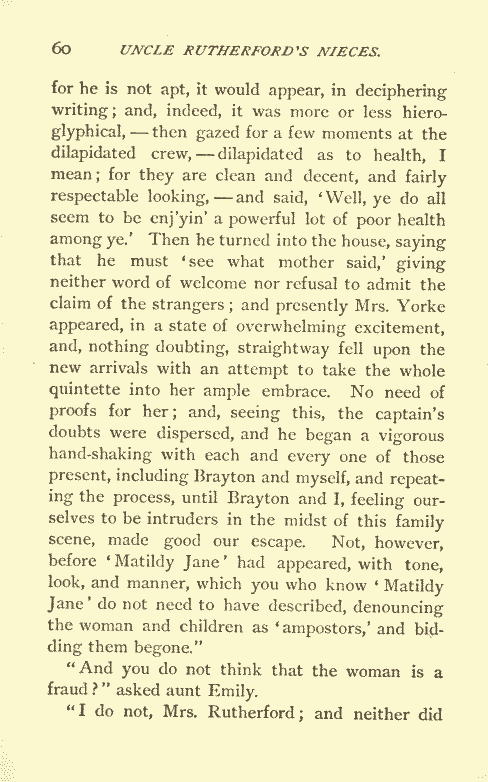 60 UNCLE RUTHERFORD'S NIECES.
for he is not apt, it would appear, in deciphering
writing; and, indeed, it was more or less hiero-
glyphical, — then gazed for a few moments at the
dilapidated crew, — dilapidated as to health, I
mean; for they are clean and decent, and fairly
respectable looking, — and said, 'Well, ye do all
seem to be enj'yin' a powerful lot of poor health
among ye.' Then he turned into the house, saying
that he must 'see what mother said,' giving
neither word of welcome nor refusal to admit the
claim of the strangers; and presently Mrs. Yorke
appeared, in a state of overwhelming excitement,
and, nothing doubting, straightway fell upon the
new arrivals with an attempt to take the whole
quintette into her ample embrace. No need of
proofs for her; and, seeing this, the captain's
doubts were dispersed, and he began a vigorous
hand-shaking with each and every one of those
present, including Brayton and myself, and repeat-
ing the process, until Brayton and I, feeling our-
selves to be intruders in the midst of this family
scene, made good our escape. Not, however,
before 'Matildy Jane' had appeared, with tone,
look, and manner, which you who know 'Matildy
Jane' do not need to have described, denouncing
the woman and children as 'ampostors,' and bid-
ding them begone."
"And you do not think that the woman is a
fraud?" asked aunt Emily.
"I do not, Mrs. Rutherford; and neither did